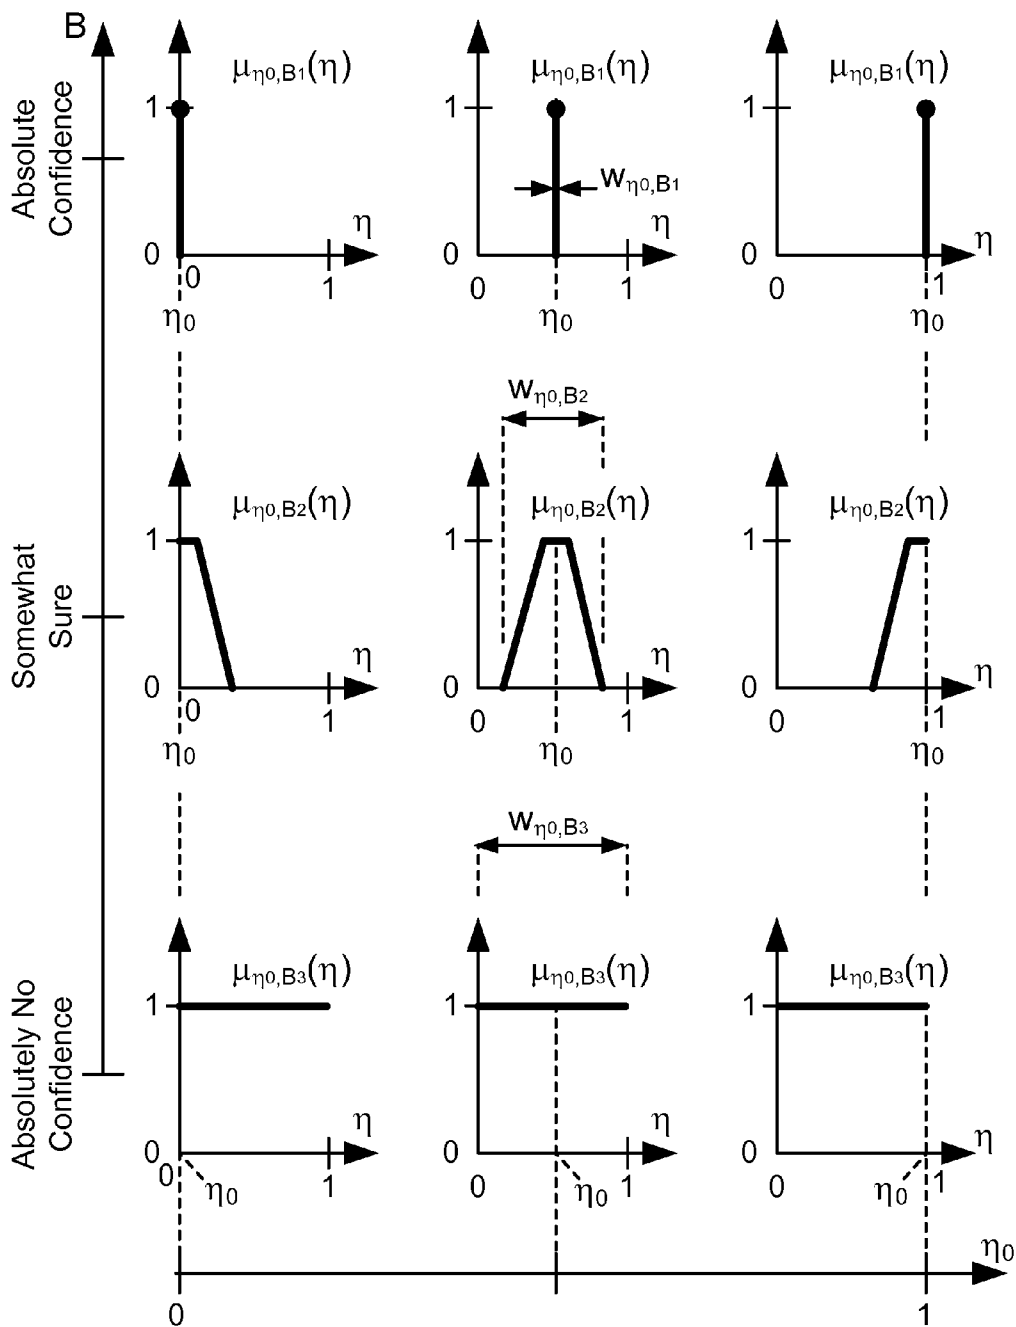 B
Absolute
Confidence
μη0,B1(η)
μη0,B1(η)
μη0,B1(η)
1
1
1
wη0,B1
0
η
0
η
0
η
0
1
0
1
0
1
η0
η0
η0
wη0,B2
Somewhat
Sure
μη0,B2(η)
μη0,B2(η)
μη0,B2(η)
1
1
1
0
η
0
η
0
η
0
1
0
1
0
1
η0
η0
η0
wη0,B3
Absolutely No
Confidence
μη0,B3(η)
μη0,B3(η)
μη0,B3(η)
1
1
1
0
η
0
η
0
η
0
η0
1
0
η0
1
0
η0
1
η0
0
1